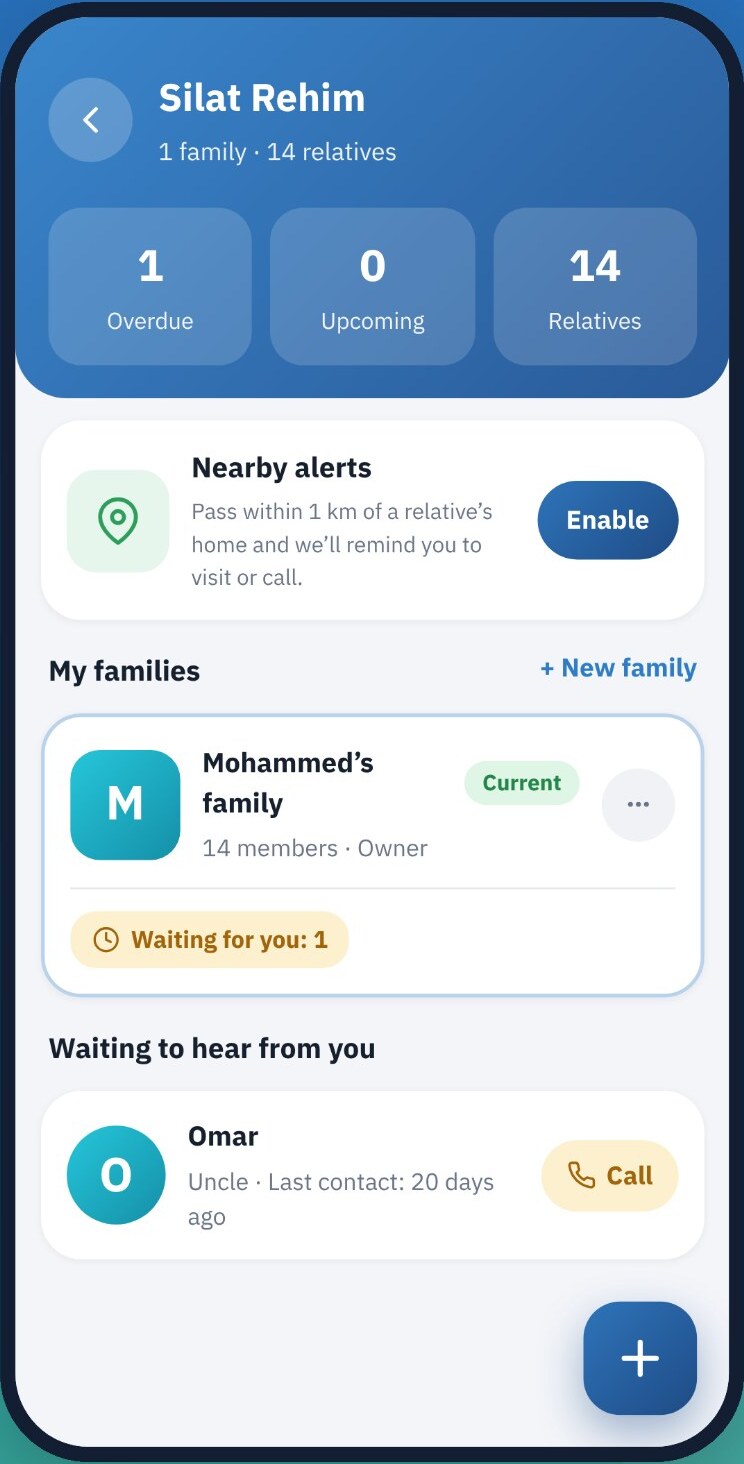 Silat Rehim
1 family · 14 relatives
1
Overdue
0
Upcoming
14
Relatives
Nearby alerts
Pass within 1 km of a relative’s
home and we’ll remind you to
visit or call.
Enable
My families
+ New family
M
Mohammed’s
family
14 members · Owner
Current
Waiting for you: 1
Waiting to hear from you
O
Omar
Uncle · Last contact: 20 days
ago
Call